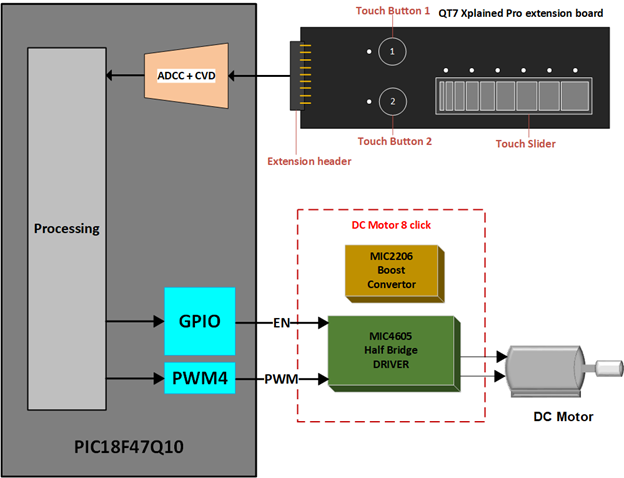 Touch Button 1
QT7 Xplained Pro extension board
1
ADCC + CVD
2
Extension header
Touch Button 2
Touch Slider
Processing
DC Motor 8 click
MIC2206
Boost
Convertor
GPIO
EN
MIC4605
Half Bridge
DRIVER
PWM4
PWM
DC Motor
PIC18F47Q10